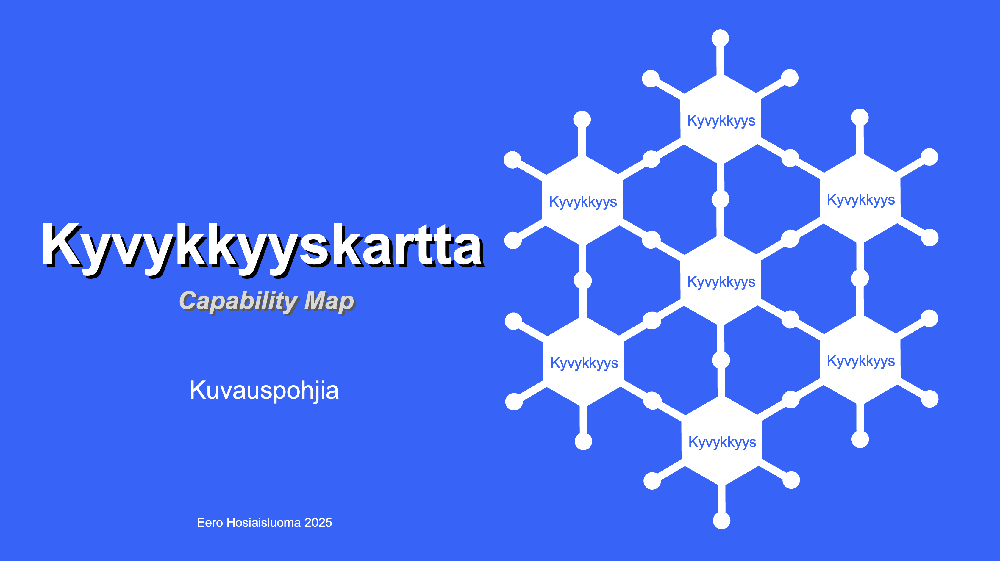 Kyvykkyyskartta
Capability Map
Kuvauspohjia
Eero Hosiaisluoma 2025
Kyvykkyys
Kyvykkyys
Kyvykkyys
Kyvykkyys
Kyvykkyys
Kyvykkyys
Kyvykkyys